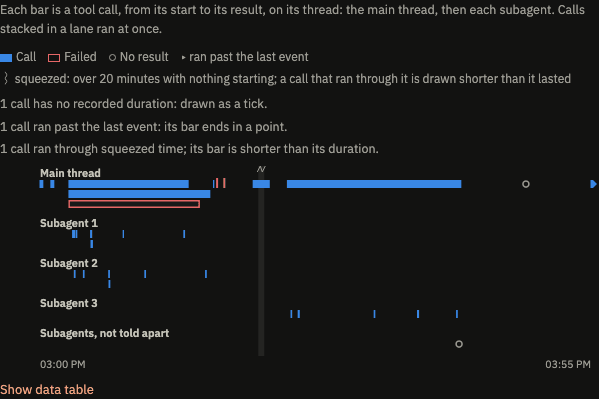 Each bar is a tool call, from its start to its result, on its thread: the main thread, then each subagent. Calls
stacked in a lane ran at once.
Call Failed No result ran past the last event
squeezed: over 20 minutes with nothing starting; a call that ran through it is drawn shorter than it lasted
1 call has no recorded duration: drawn as a tick.
1 call ran past the last event: its bar ends in a point.
1 call ran through squeezed time; its bar is shorter than its duration.
Main thread
Subagent 1
Subagent 2
Subagent 3
Subagents, not told apart
03:00 PM 03:55 PM
Show data table